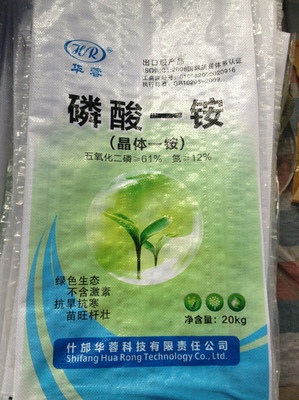 HR
华蓉
出口级产品
磷酸一铵
(晶体一铵)
五氧化二磷≥61% 氮≥12%
绿色生态
不含激素
抗旱抗寒
苗旺秆壮
净含量：20kg
什邡华蓉科技有限责任公司
Shifang Hua Rong Technology Co., Ltd.